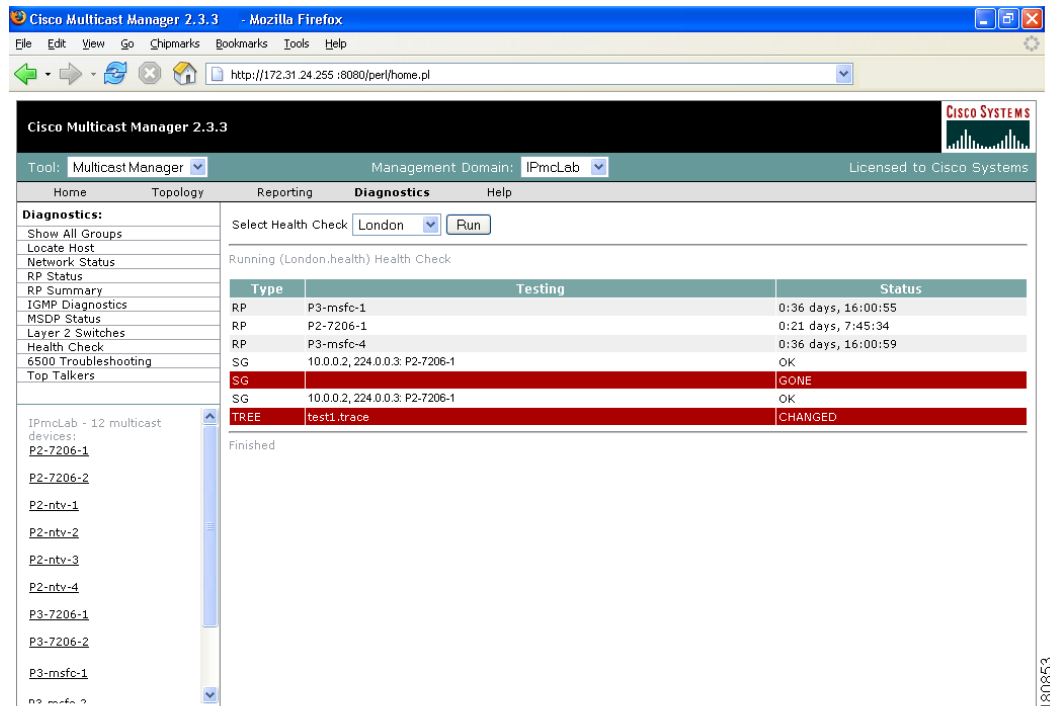 Cisco Multicast Manager 2.3.3 - Mozilla Firefox
File Edit View Go Chipmarks Bookmarks Tools Help
http://172.31.24.255 :8080/perl/home.pl
Cisco Multicast Manager 2.3.3
CISCO SYSTEMS
Tool: Multicast Manager Management Domain: IPmcLab Licensed to Cisco Systems
Home Topology Reporting Diagnostics Help
Diagnostics:
Show All Groups
Locate Host
Network Status
RP Status
RP Summary
IGMP Diagnostics
MSDP Status
Layer 2 Switches
Health Check
6500 Troubleshooting
Top Talkers
IPmcLab - 12 multicast
devices:
P2-7206-1
P2-7206-2
P2-ntv-1
P2-ntv-2
P2-ntv-3
P2-ntv-4
P3-7206-1
P3-7206-2
P3-msfc-1
P3-msfc-2
Select Health Check London Run
Running (London.health) Health Check
Type Testing Status
RP P3-msfc-1 0:36 days, 16:00:55
RP P2-7206-1 0:21 days, 7:45:34
RP P3-msfc-4 0:36 days, 16:00:59
SG 10.0.0.2, 224.0.0.3: P2-7206-1 OK
SG GONE
SG 10.0.0.2, 224.0.0.3: P2-7206-1 OK
TREE test1.trace CHANGED
Finished
180853